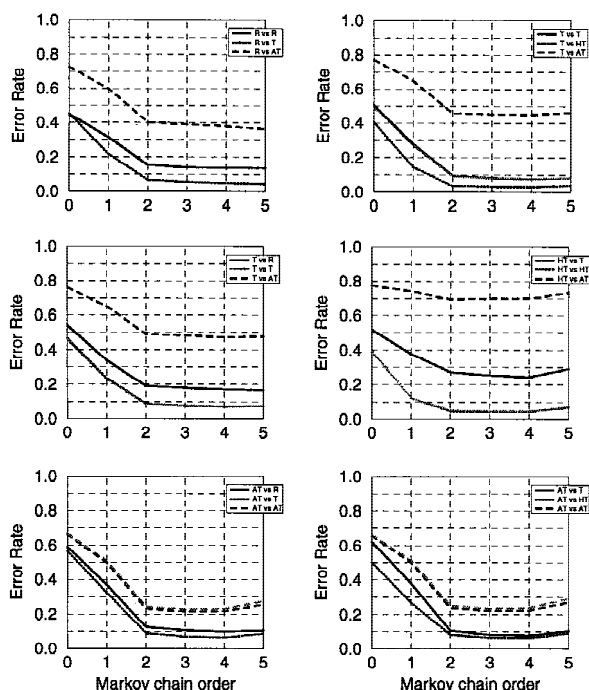 1.0
0.8
0.6
0.4
0.2
0.0
Error Rate
R vs R
R vs T
R vs AT
0 1 2 3 4 5
1.0
0.8
0.6
0.4
0.2
0.0
Error Rate
T vs T
T vs HT
T vs AT
0 1 2 3 4 5
1.0
0.8
0.6
0.4
0.2
0.0
Error Rate
T vs R
T vs T
T vs AT
0 1 2 3 4 5
1.0
0.8
0.6
0.4
0.2
0.0
Error Rate
HT vs T
HT vs HT
HT vs AT
0 1 2 3 4 5
1.0
0.8
0.6
0.4
0.2
0.0
Error Rate
AT vs R
AT vs T
AT vs AT
0 1 2 3 4 5
Markov chain order
1.0
0.8
0.6
0.4
0.2
0.0
Error Rate
AT vs T
AT vs HT
AT vs AT
0 1 2 3 4 5
Markov chain order